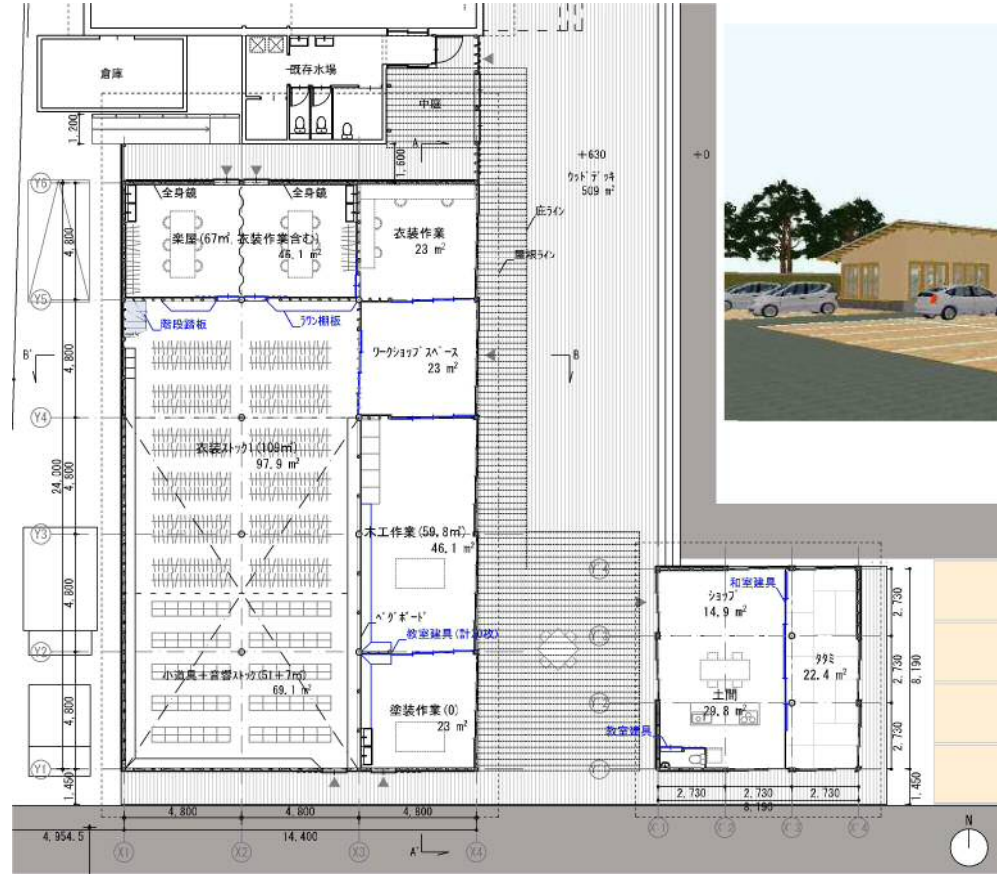 倉庫
既存水場
中庭
1,200
A
1,600
+630
ウッドデッキ
509 m²
+0
Y6
全身鏡
全身鏡
庇ライン
屋根ライン
4,800
楽屋(67㎡, 衣装作業含む)
46.1 m²
衣装作業
23 m²
Y5
階段踏板
ラワン棚板
B'
4,800
ワークショップスペース
23 m²
B
Y4
衣装ストック1(109㎡)
97.9 m²
24,000
4,800
Y3
木工作業(59.8㎡)
46.1 m²
4,800
ペグボード
教室建具(計20枚)
Y2
小道具+音響ストック(51+7㎡)
69.1 m²
4,800
塗装作業(0)
23 m²
Y1
1,450
4,800
4,800
4,800
4,954.5
14,400
X1
X2
X3
X4
A'
和室建具
ショップ
14.9 m²
タタミ
22.4 m²
土間
29.8 m²
教室建具
2,730
2,730
2,730
8,190
1,450
2,730
2,730
2,730
8,190
N